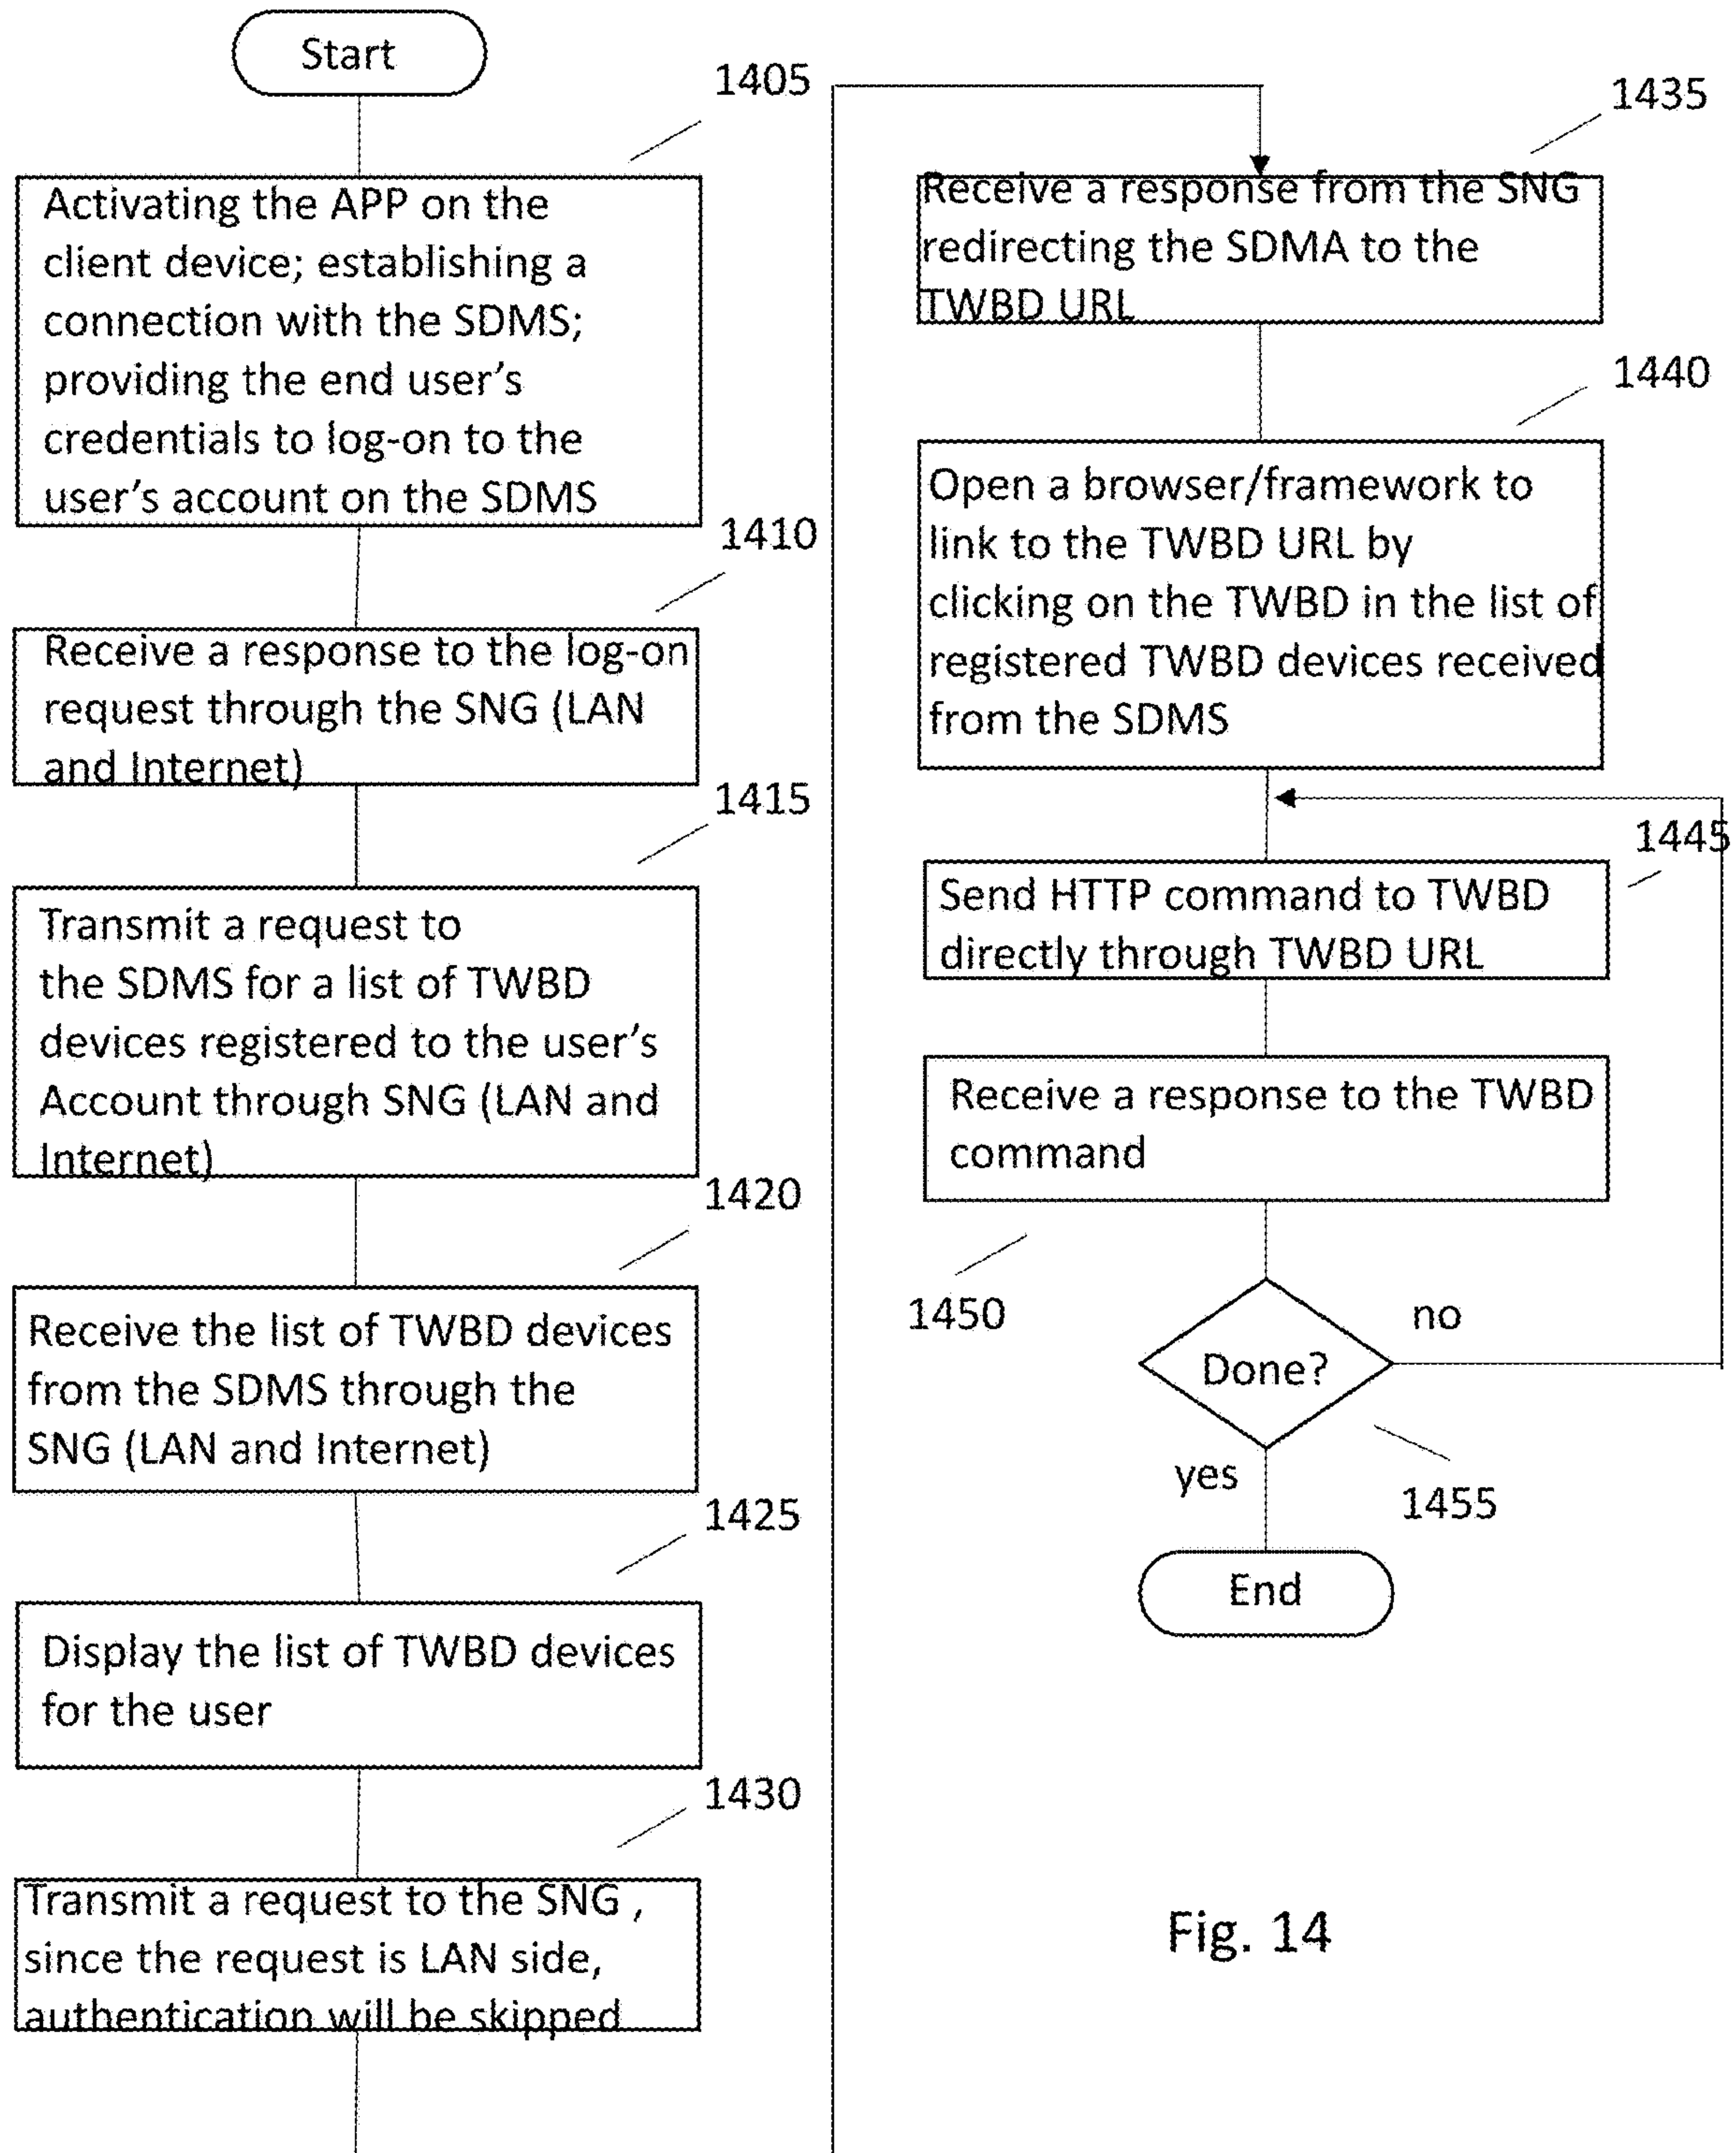 Start
1405
Activating the APP on the
client device; establishing a
connection with the SDMS;
providing the end user's
credentials to log-on to the
user's account on the SDMS
1410
Receive a response to the log-on
request through the SNG (LAN
and Internet)
1415
Transmit a request to
the SDMS for a list of TWBD
devices registered to the user's
Account through SNG (LAN and
Internet)
1420
Receive the list of TWBD devices
from the SDMS through the
SNG (LAN and Internet)
1425
Display the list of TWBD devices
for the user
1430
Transmit a request to the SNG ,
since the request is LAN side,
authentication will be skipped
1435
Receive a response from the SNG
redirecting the SDMA to the
TWBD URL
1440
Open a browser/framework to
link to the TWBD URL by
clicking on the TWBD in the list of
registered TWBD devices received
from the SDMS
1445
Send HTTP command to TWBD
directly through TWBD URL
Receive a response to the TWBD
command
1450
no
Done?
yes
1455
End
Fig. 14